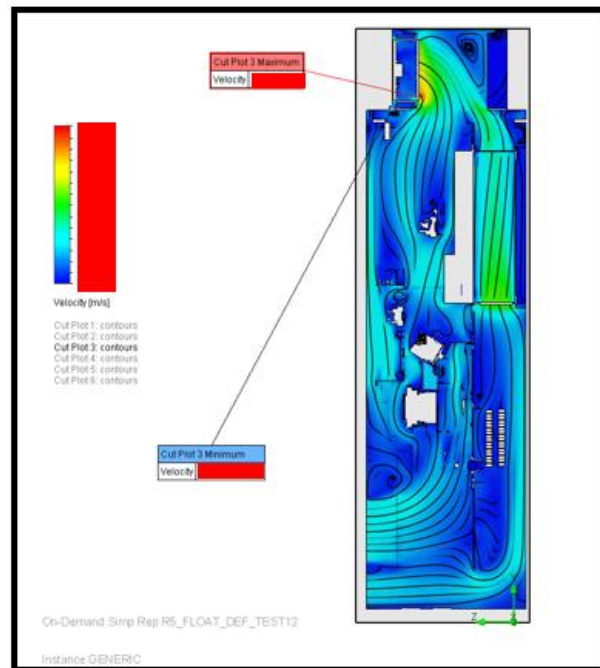 Cut Plot 3 Maximum
Velocity
Velocity [m/s]
Cut Plot 1: contours
Cut Plot 2: contours
Cut Plot 3: contours
Cut Plot 4: contours
Cut Plot 5: contours
Cut Plot 6: contours
Cut Plot 3 Minimum
Velocity
Z
On-Demand Simp Rep R5_FLOAT_DEF_TEST12
Instance GENERIC